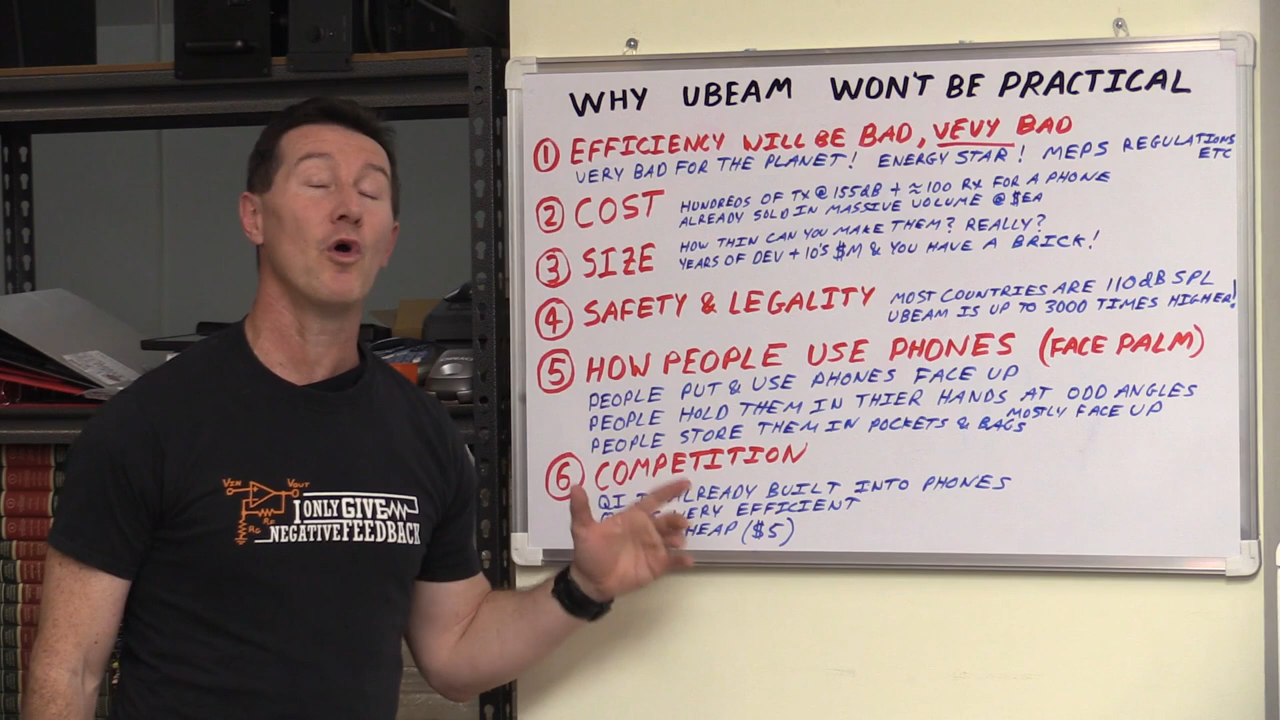 WHY UBEAM WON'T BE PRACTICAL
① EFFICIENCY WILL BE BAD, VEVY BAD
VERY BAD FOR THE PLANET! ENERGY STAR! MEPS REGULATIONS
ETC
② COST HUNDREDS OF TX @ 155dB + ≈100 RX FOR A PHONE
ALREADY SOLD IN MASSIVE VOLUME @ $EA
③ SIZE HOW THIN CAN YOU MAKE THEM? REALLY?
YEARS OF DEV + 10'S $M & YOU HAVE A BRICK!
④ SAFETY & LEGALITY MOST COUNTRIES ARE 110dB SPL
UBEAM IS UP TO 3000 TIMES HIGHER!
⑤ HOW PEOPLE USE PHONES (FACE PALM)
PEOPLE PUT & USE PHONES FACE UP
PEOPLE HOLD THEM IN THIER HANDS AT ODD ANGLES
MOSTLY FACE UP
PEOPLE STORE THEM IN POCKETS & BAGS
⑥ COMPETITION
QI ALREADY BUILT INTO PHONES
VERY EFFICIENT
($5)
VIN VOUT
RF
RG
I ONLY GIVE
NEGATIVE FEEDBACK